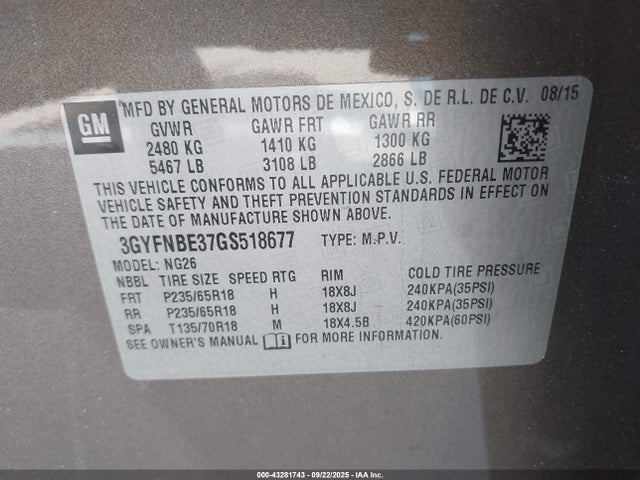 GM
MFD BY GENERAL MOTORS DE MEXICO, S. DE R.L. DE C.V. 08/15
GVWR GAWR FRT GAWR RR
2480 KG 1410 KG 1300 KG
5467 LB 3108 LB 2866 LB
THIS VEHICLE CONFORMS TO ALL APPLICABLE U.S. FEDERAL MOTOR
VEHICLE SAFETY AND THEFT PREVENTION STANDARDS IN EFFECT ON
THE DATE OF MANUFACTURE SHOWN ABOVE.
3GYFNBE37GS518677 TYPE: M.P.V.
MODEL: NG26
NBBL TIRE SIZE SPEED RTG RIM COLD TIRE PRESSURE
FRT P235/65R18 H 18X8J 240KPA(35PSI)
RR P235/65R18 H 18X8J 240KPA(35PSI)
SPA T135/70R18 M 18X4.5B 420KPA(60PSI)
SEE OWNER'S MANUAL FOR MORE INFORMATION
000-43281743 - 09/22/2025 - Copyright © 2025 IAA, Inc.